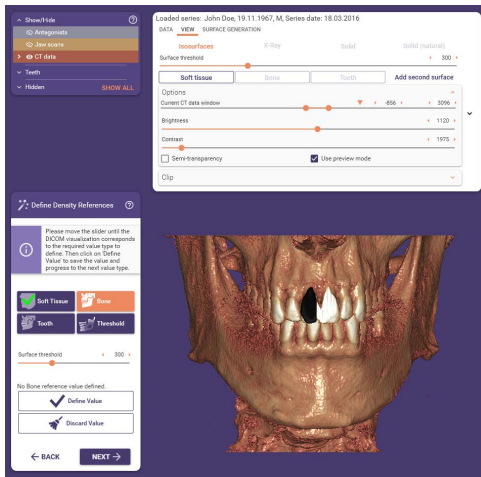 Show/Hide
Antagonists
Jaw scans
CT data
Teeth
Hidden SHOW ALL
Loaded series: John Doe, 19.11.1967, M, Series date: 18.03.2016
DATA VIEW SURFACE GENERATION
Isosurfaces X-Ray Solid Solid (natural)
Surface threshold 300
Soft tissue Bone Tooth Add second surface
Options
Current CT data window -856 3096
Brightness 1120
Contrast 1975
Semi-transparency Use preview mode
Clip
Define Density References
Please move the slider until the
DICOM visualization corresponds
to the required value type to
define. Then click on 'Define
Value' to save the value and
progress to the next value type.
Soft Tissue Bone
Tooth Threshold
Surface threshold 300
No Bone reference value defined.
Define Value
Discard Value
BACK NEXT